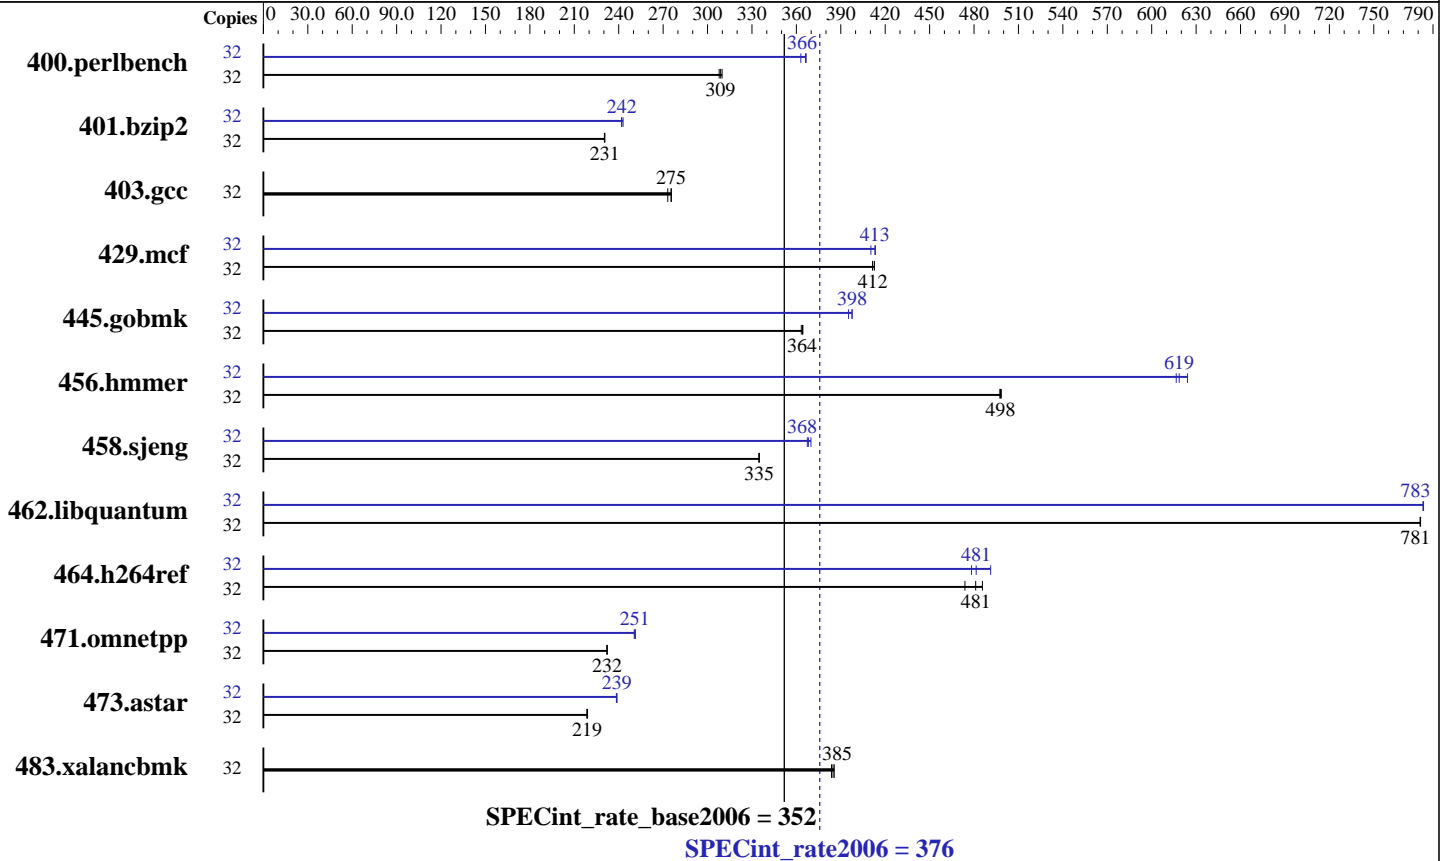 Copies 0 30.0 60.0 90.0 120 150 180 210 240 270 300 330 360 390 420 450 480 510 540 570 600 630 660 690 720 750 790
400.perlbench 32 366
32 309
401.bzip2 32 242
32 231
403.gcc 32 275
429.mcf 32 413
32 412
445.gobmk 32 398
32 364
456.hmmer 32 619
32 498
458.sjeng 32 368
32 335
462.libquantum 32 783
32 781
464.h264ref 32 481
32 481
471.omnetpp 32 251
32 232
473.astar 32 239
32 219
483.xalancbmk 32 385
SPECint_rate_base2006 = 352
SPECint_rate2006 = 376